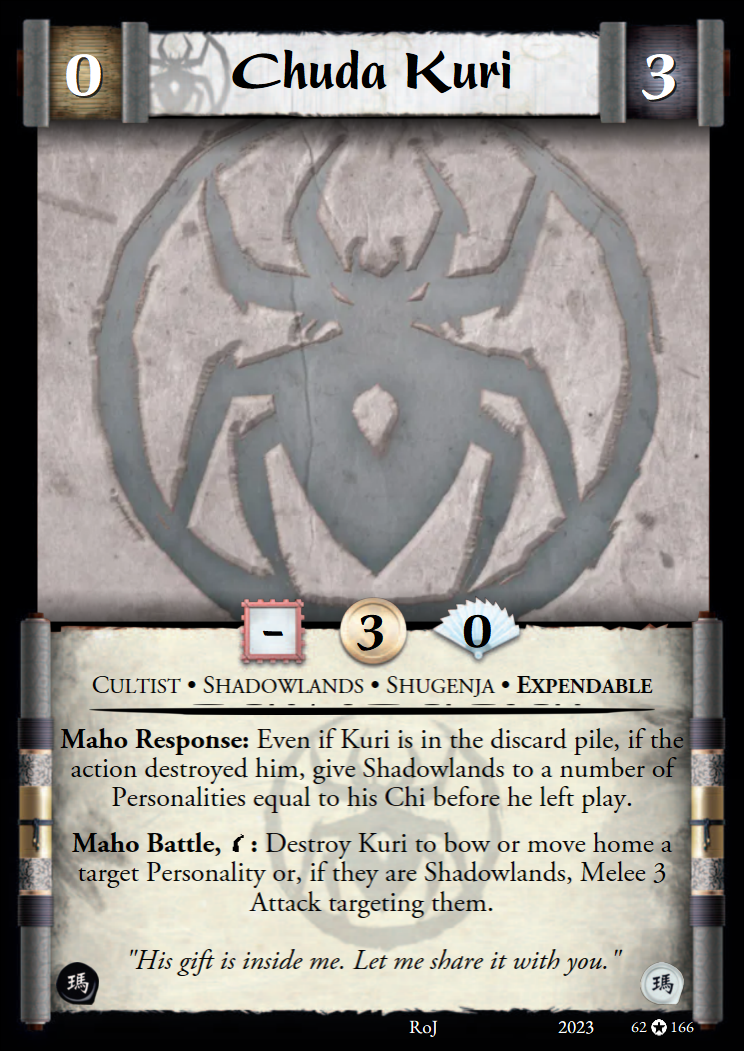 0 Chuda Kuri 3
- 3 0
Cultist • Shadowlands • Shugenja • Expendable
Maho Response: Even if Kuri is in the discard pile, if the
action destroyed him, give Shadowlands to a number of
Personalities equal to his Chi before he left play.
Maho Battle, : Destroy Kuri to bow or move home a
target Personality or, if they are Shadowlands, Melee 3
Attack targeting them.
"His gift is inside me. Let me share it with you."
瑪 瑪
RoJ 2023 62 166